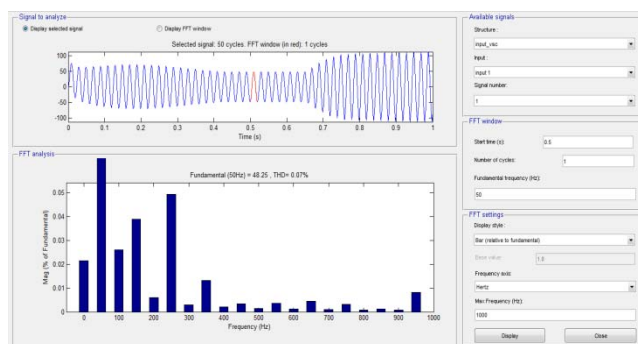 Signal to analyze
Display selected signal
Display FFT window
Selected signal: 50 cycles. FFT window (in red): 1 cycles
100
50
0
-50
-100
0 0.1 0.2 0.3 0.4 0.5 0.6 0.7 0.8 0.9 1
Time (s)
FFT analysis
Fundamental (50Hz) = 48.25 , THD= 0.07%
0.05
0.04
0.03
0.02
0.01
0
Mag (% of Fundamental)
0 100 200 300 400 500 600 700 800 900 1000
Frequency (Hz)
Available signals
Structure :
input_vac
Input :
input 1
Signal number:
1
FFT window
Start time (s):
0.5
Number of cycles:
1
Fundamental frequency (Hz):
50
FFT settings
Display style :
Bar (relative to fundamental)
Base value:
1.0
Frequency axis:
Hertz
Max Frequency (Hz):
1000
Display
Close